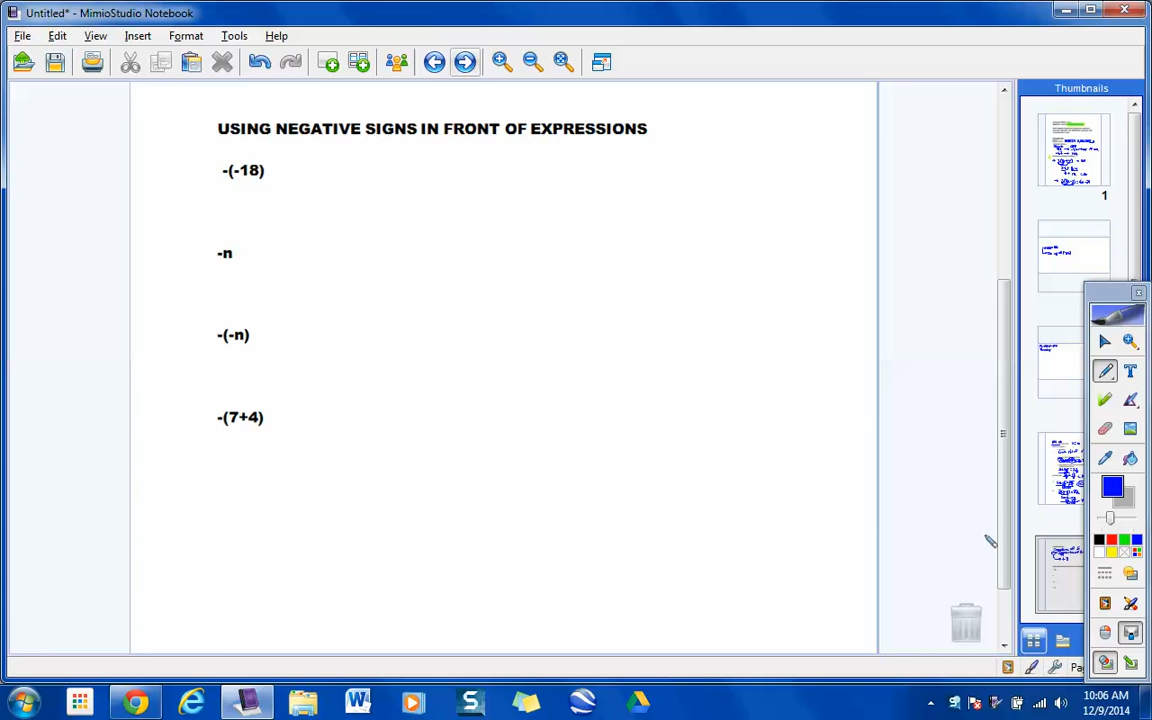 Untitled* - MimioStudio Notebook
File Edit View Insert Format Tools Help
Thumbnails
USING NEGATIVE SIGNS IN FRONT OF EXPRESSIONS
-(-18)
-n
-(-n)
-(7+4)
1
T
W
S
10:06 AM
12/9/2014